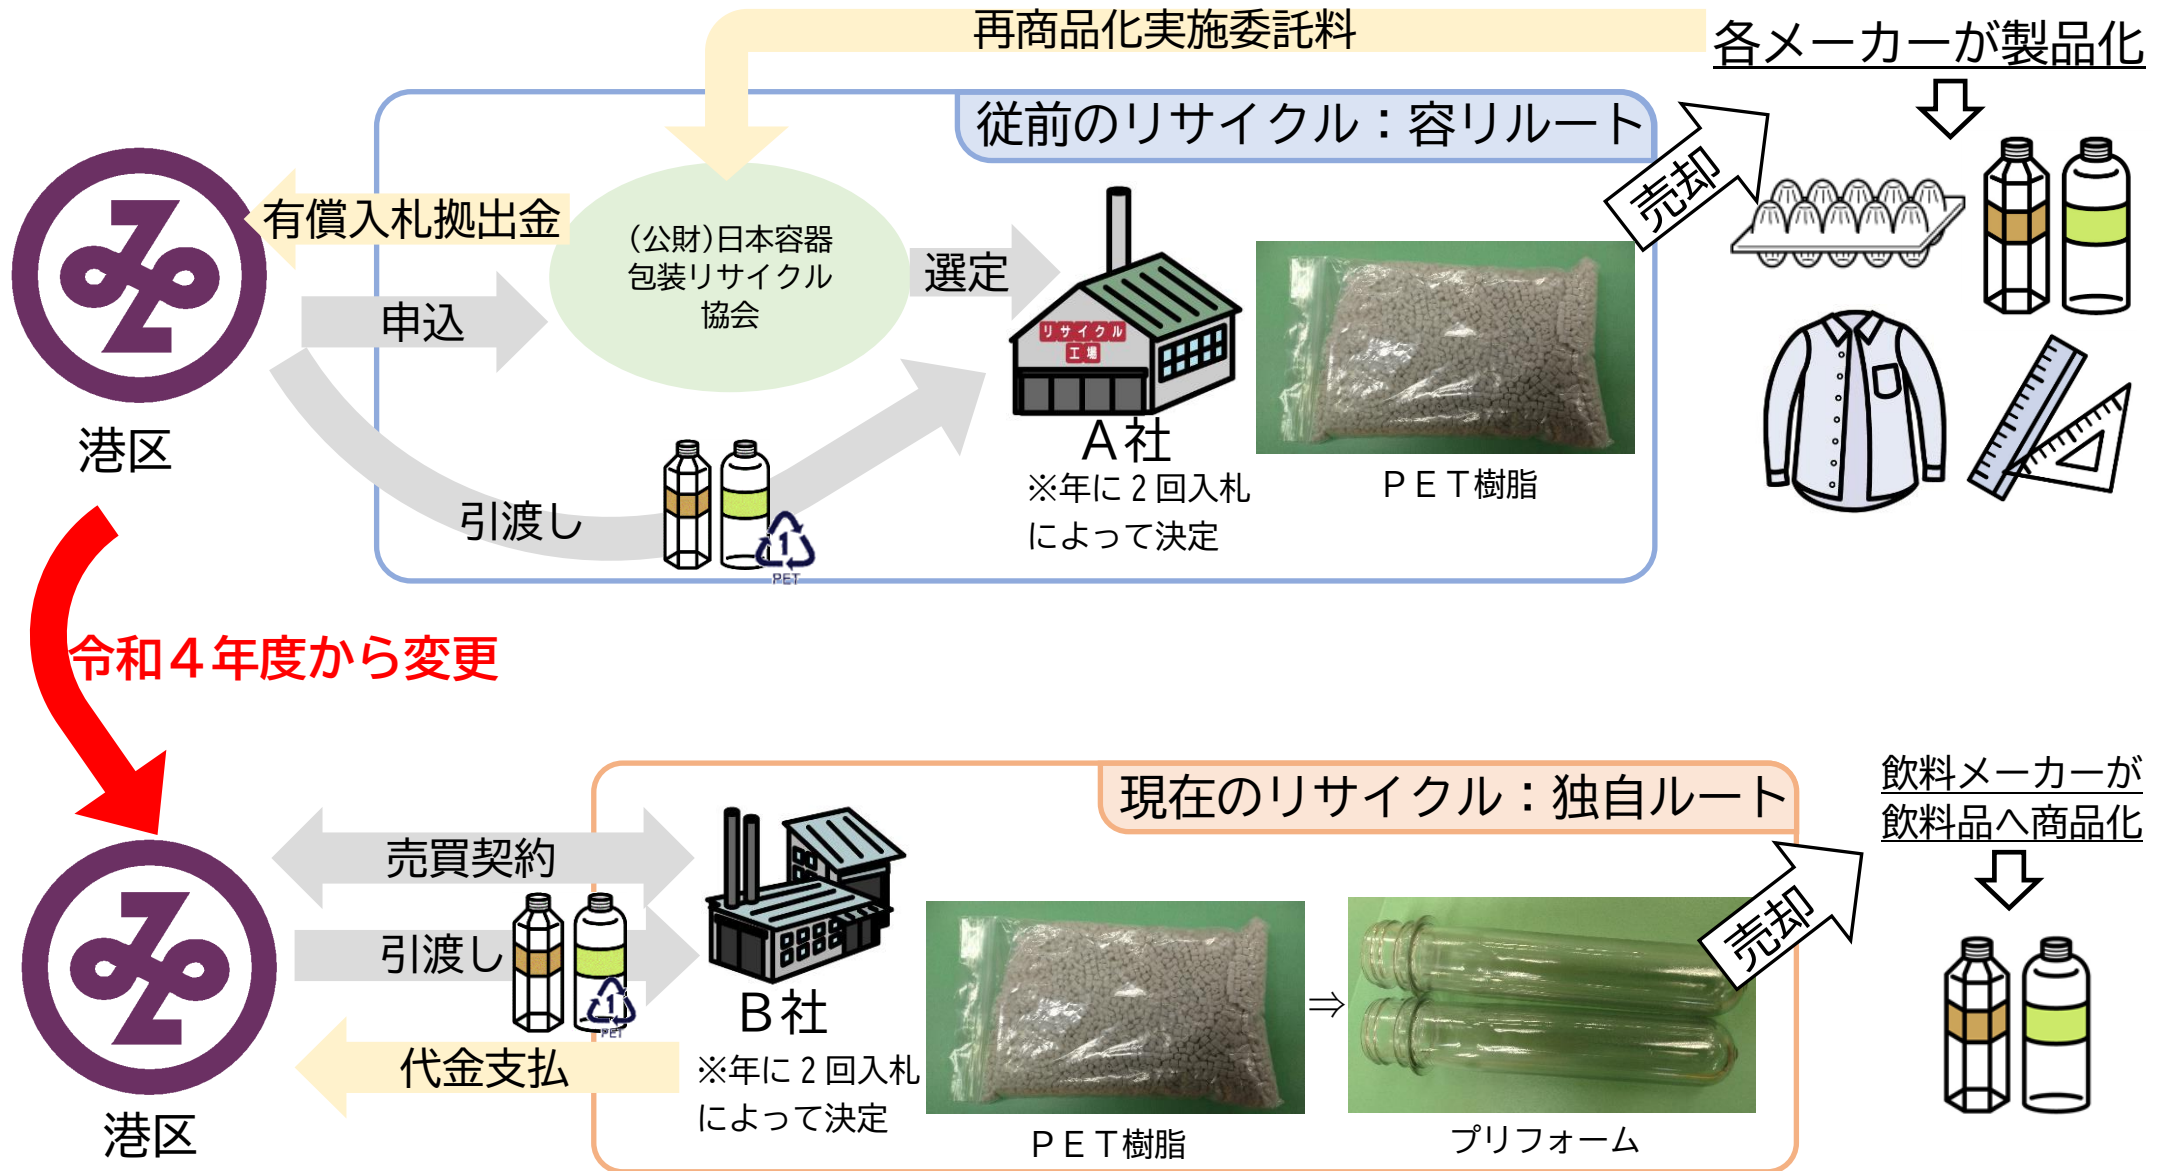 再商品化実施委託料
各メーカーが製品化
従前のリサイクル：容リルート
売却
有償入札拠出金
(公財)日本容器
包装リサイクル
協会
選定
申込
リサイクル
工場
港区
引渡し
PET
1
A社
※年に２回入札
によって決定
ＰＥＴ樹脂
令和４年度から変更
現在のリサイクル：独自ルート
飲料メーカーが
飲料品へ商品化
売却
売買契約
引渡し
1
PET
B社
※年に２回入札
によって決定
代金支払
港区
ＰＥＴ樹脂
⇒
プリフォーム